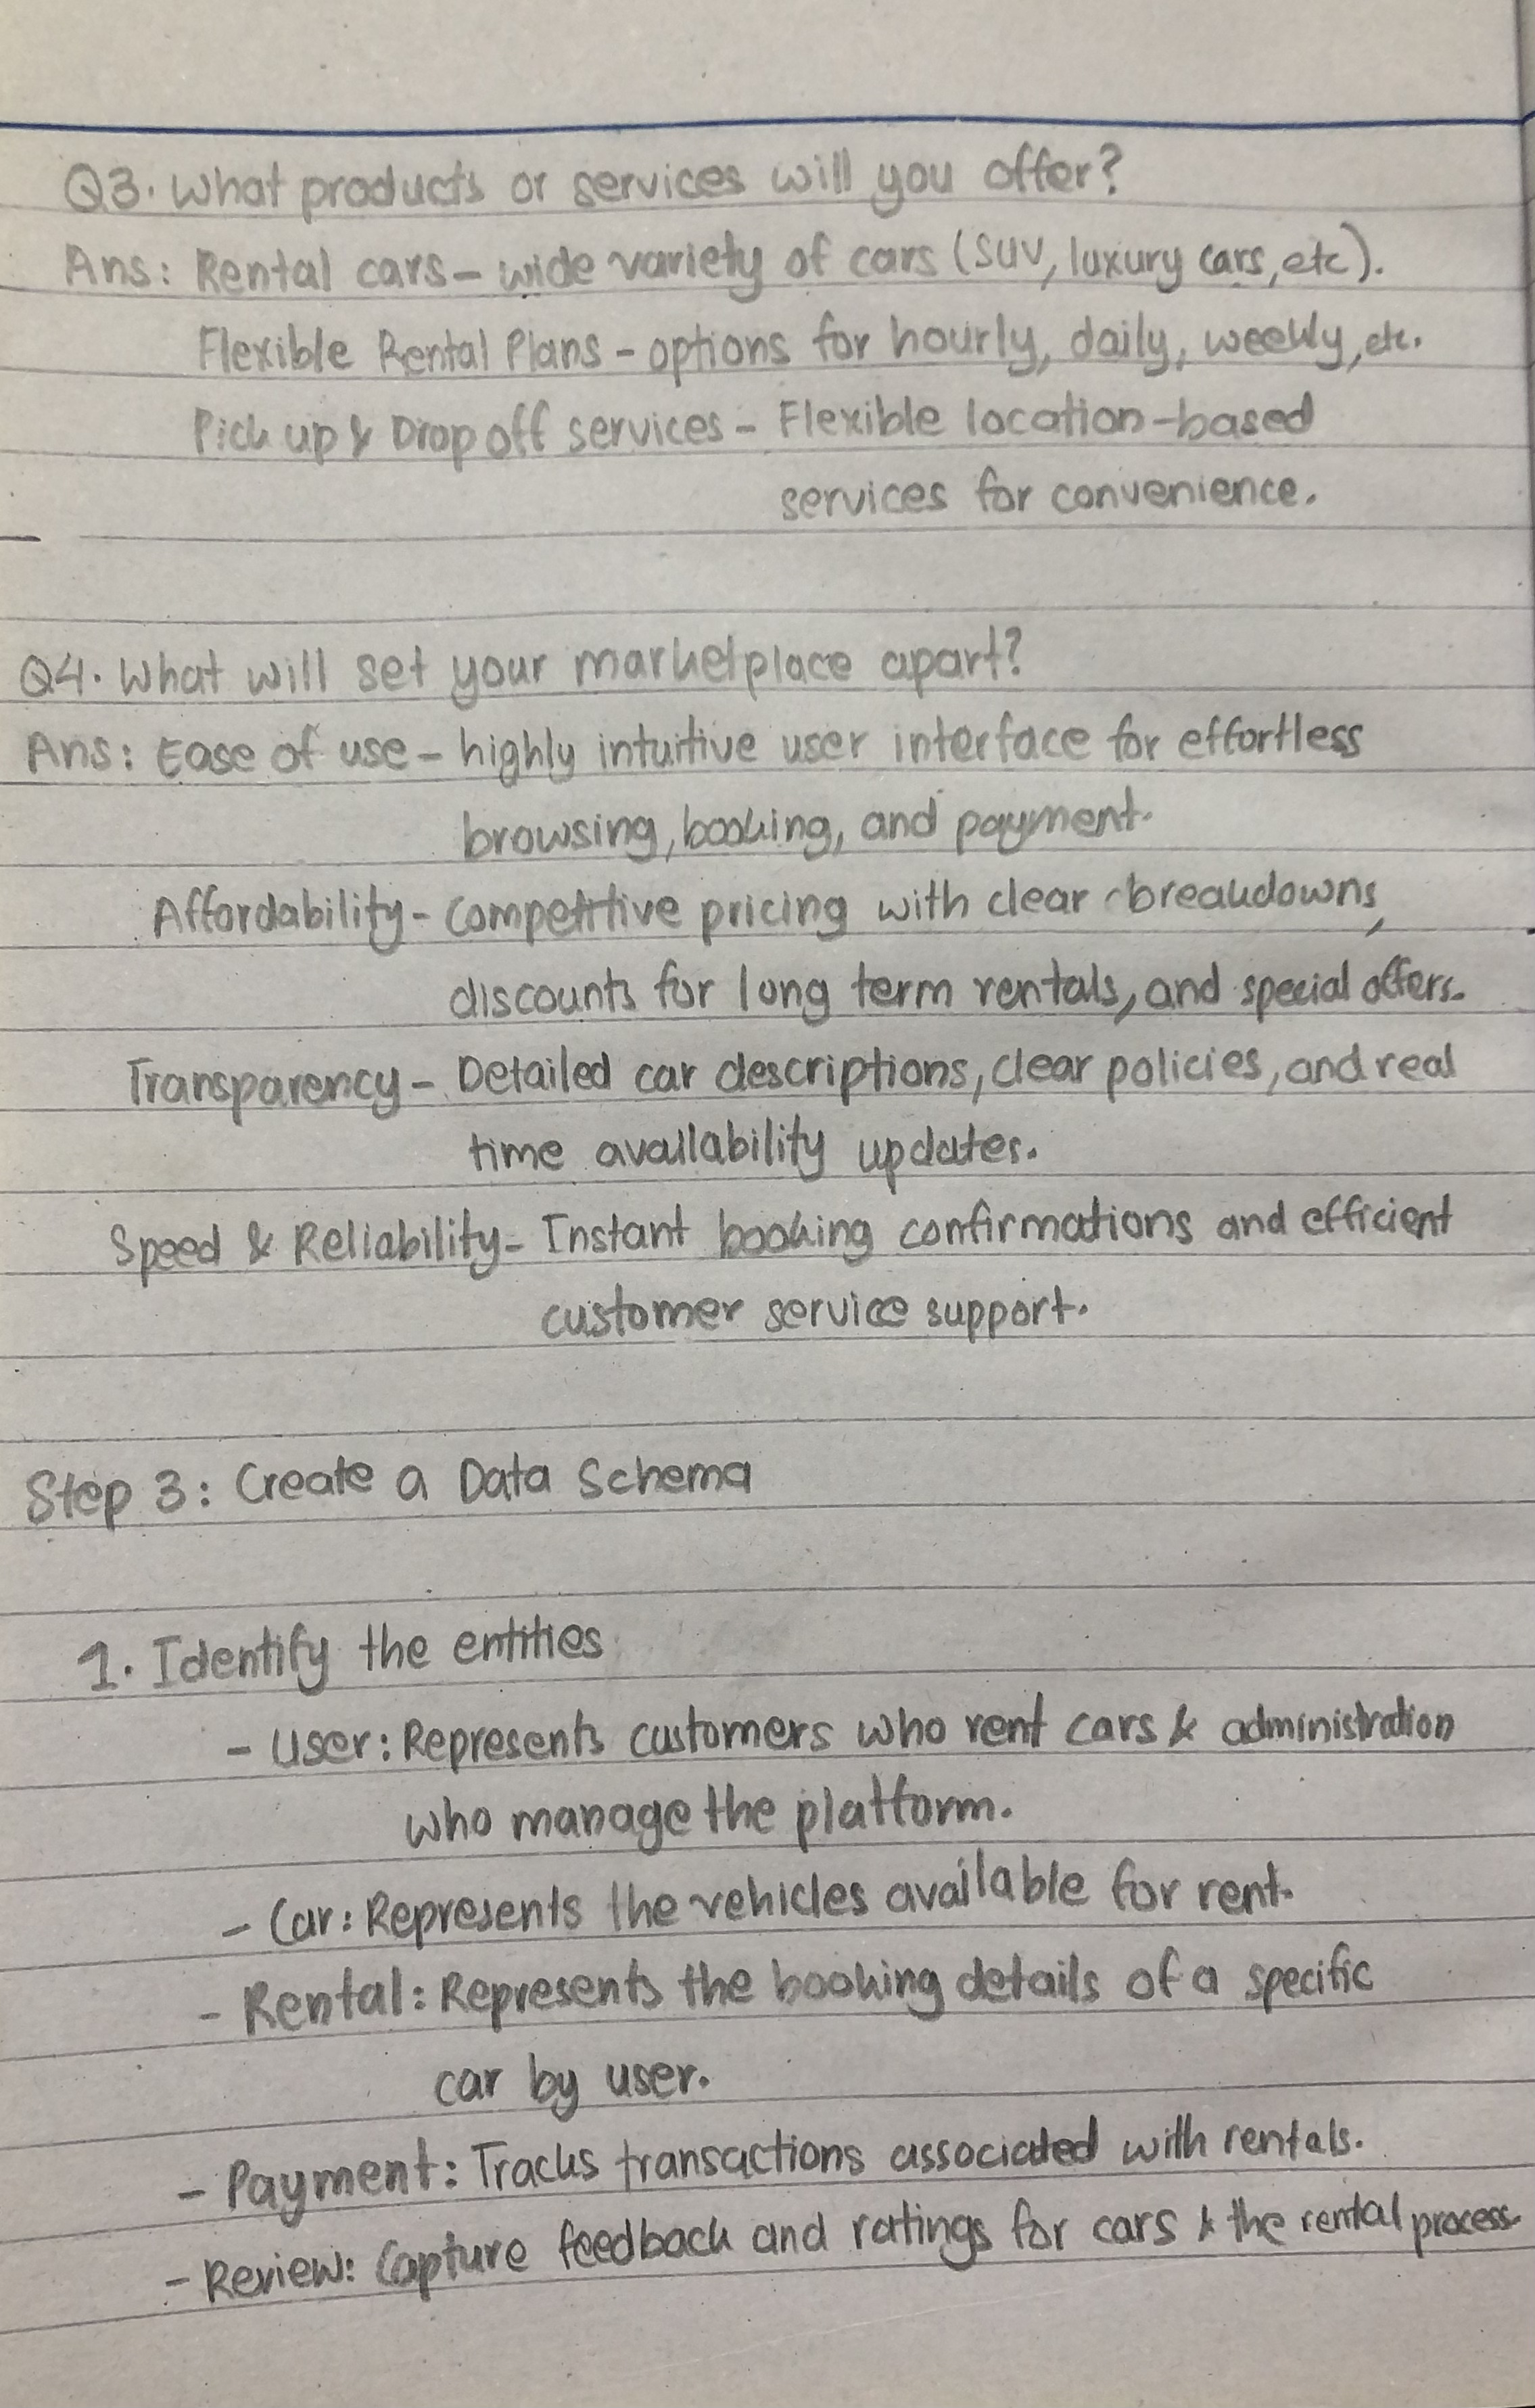 Q3. What products or services will you offer?
Ans: Rental cars – wide variety of cars (SUV, luxury cars, etc).
Flexible Rental Plans – options for hourly, daily, weekly, etc.
Pick up & Drop off services – Flexible location-based
services for convenience.
Q4. What will set your marketplace apart?
Ans: Ease of use – highly intuitive user interface for effortless
browsing, booking, and payment.
Affordability – Competitive pricing with clear breakdowns,
discounts for long term rentals, and special offers.
Transparency – Detailed car descriptions, clear policies, and real
time availability updates.
Speed & Reliability – Instant booking confirmations and efficient
customer service support.
Step 3: Create a Data Schema
1. Identify the entities
– User: Represents customers who rent cars & administration
who manage the platform.
– Car: Represents the vehicles available for rent.
– Rental: Represents the booking details of a specific
car by user.
– Payment: Tracks transactions associated with rentals.
– Review: Capture feedback and ratings for cars & the rental process.